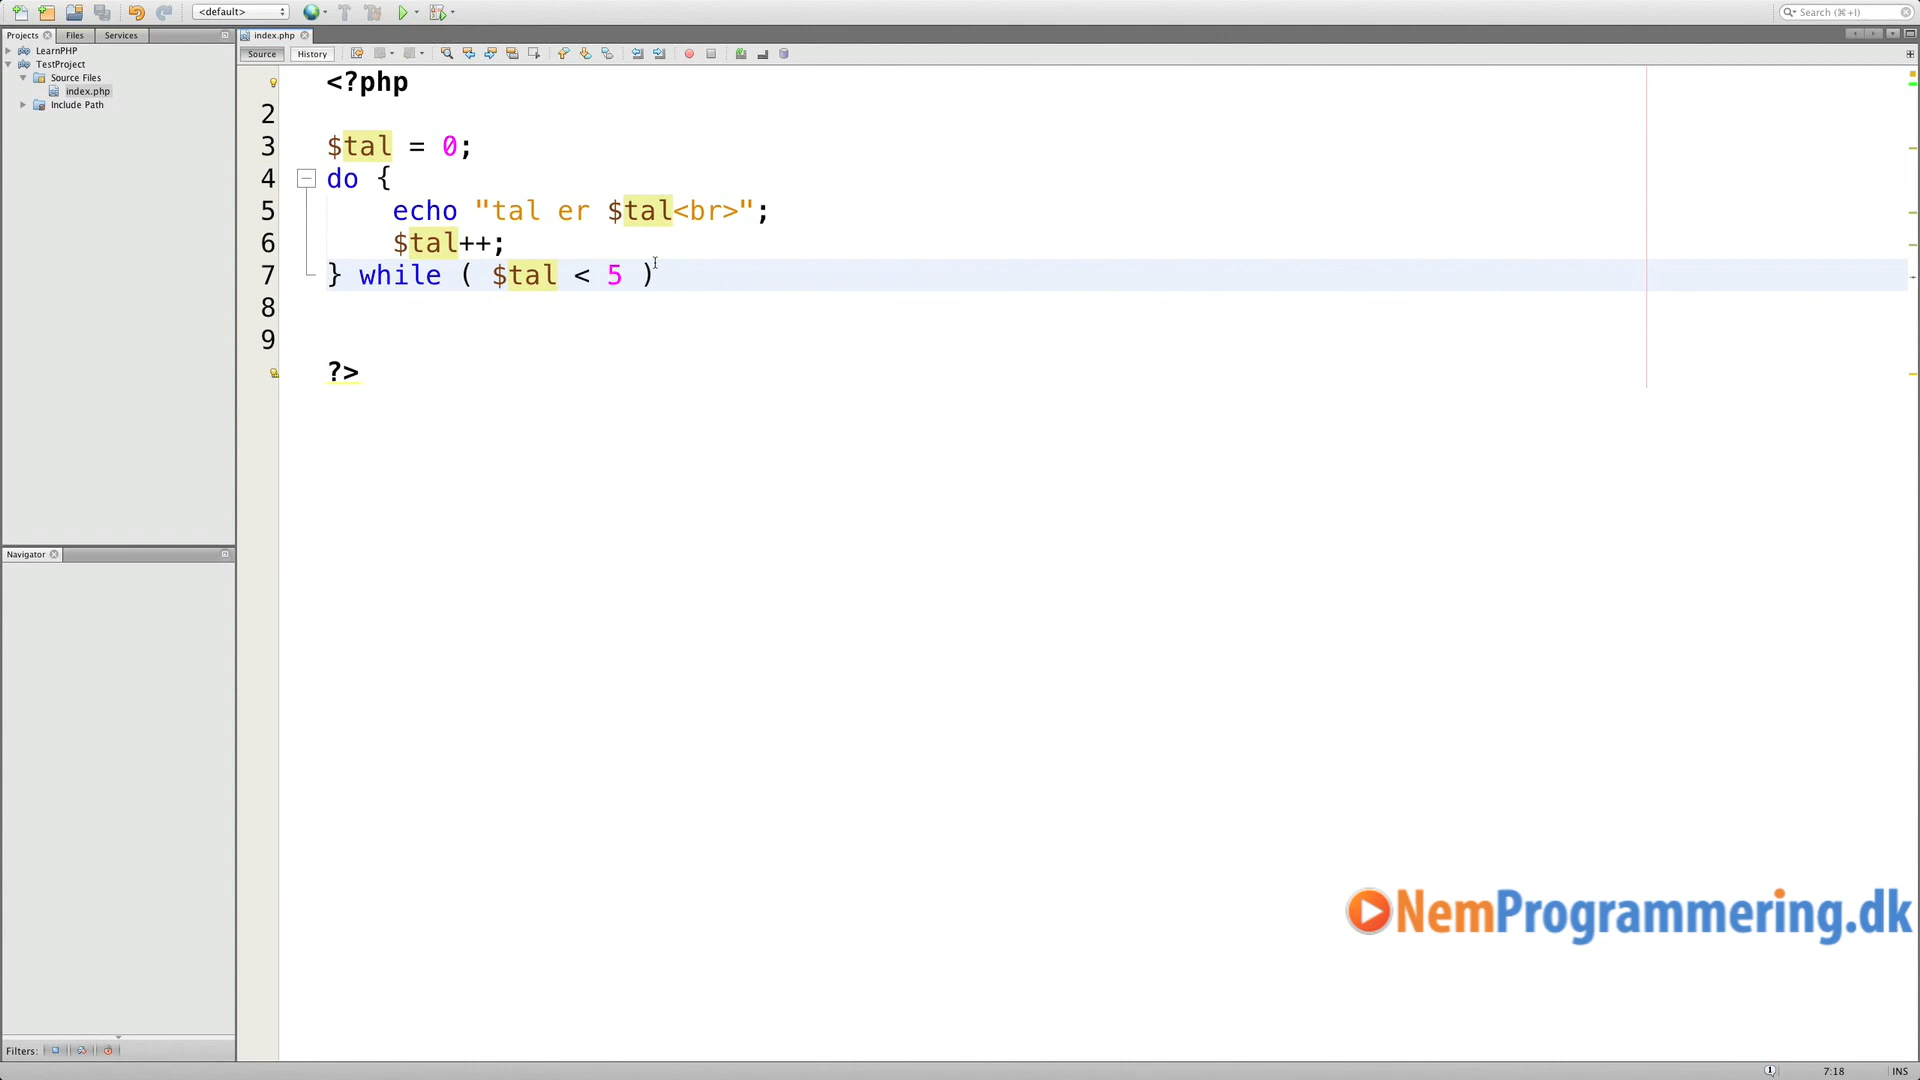 <default>
Search (⌘+I)
Projects
Files
Services
index.php
LearnPHP
TestProject
Source Files
index.php
Include Path
Source
History
<?php
2
3 $tal = 0;
4 do {
5 echo "tal er $tal<br>";
6 $tal++;
7 } while ( $tal < 5 )
8
9
?>
Navigator
NemProgrammering.dk
Filters:
7:18
INS